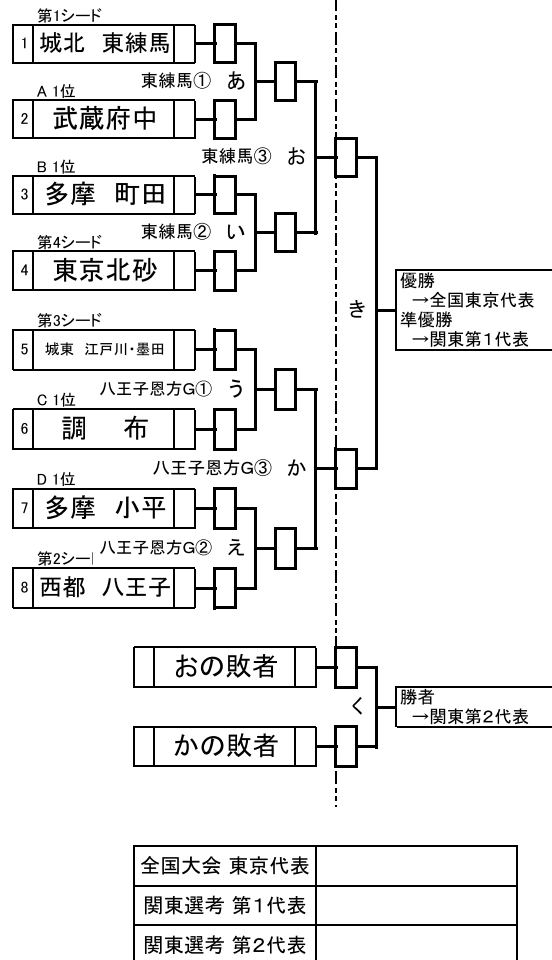 第1シード
1 城北 東練馬
東練馬① あ
A 1位
2 武蔵府中
東練馬③ お
B 1位
3 多摩 町田
東練馬② い
第4シード
4 東京北砂
き
優勝
→全国東京代表
準優勝
→関東第1代表
第3シード
5 城東 江戸川・墨田
八王子恩方G① う
C 1位
6 調 布
八王子恩方G③ か
D 1位
7 多摩 小平
八王子恩方G② え
第2シー
8 西都 八王子
おの敗者
く
勝者
→関東第2代表
かの敗者
全国大会 東京代表
関東選考 第1代表
関東選考 第2代表